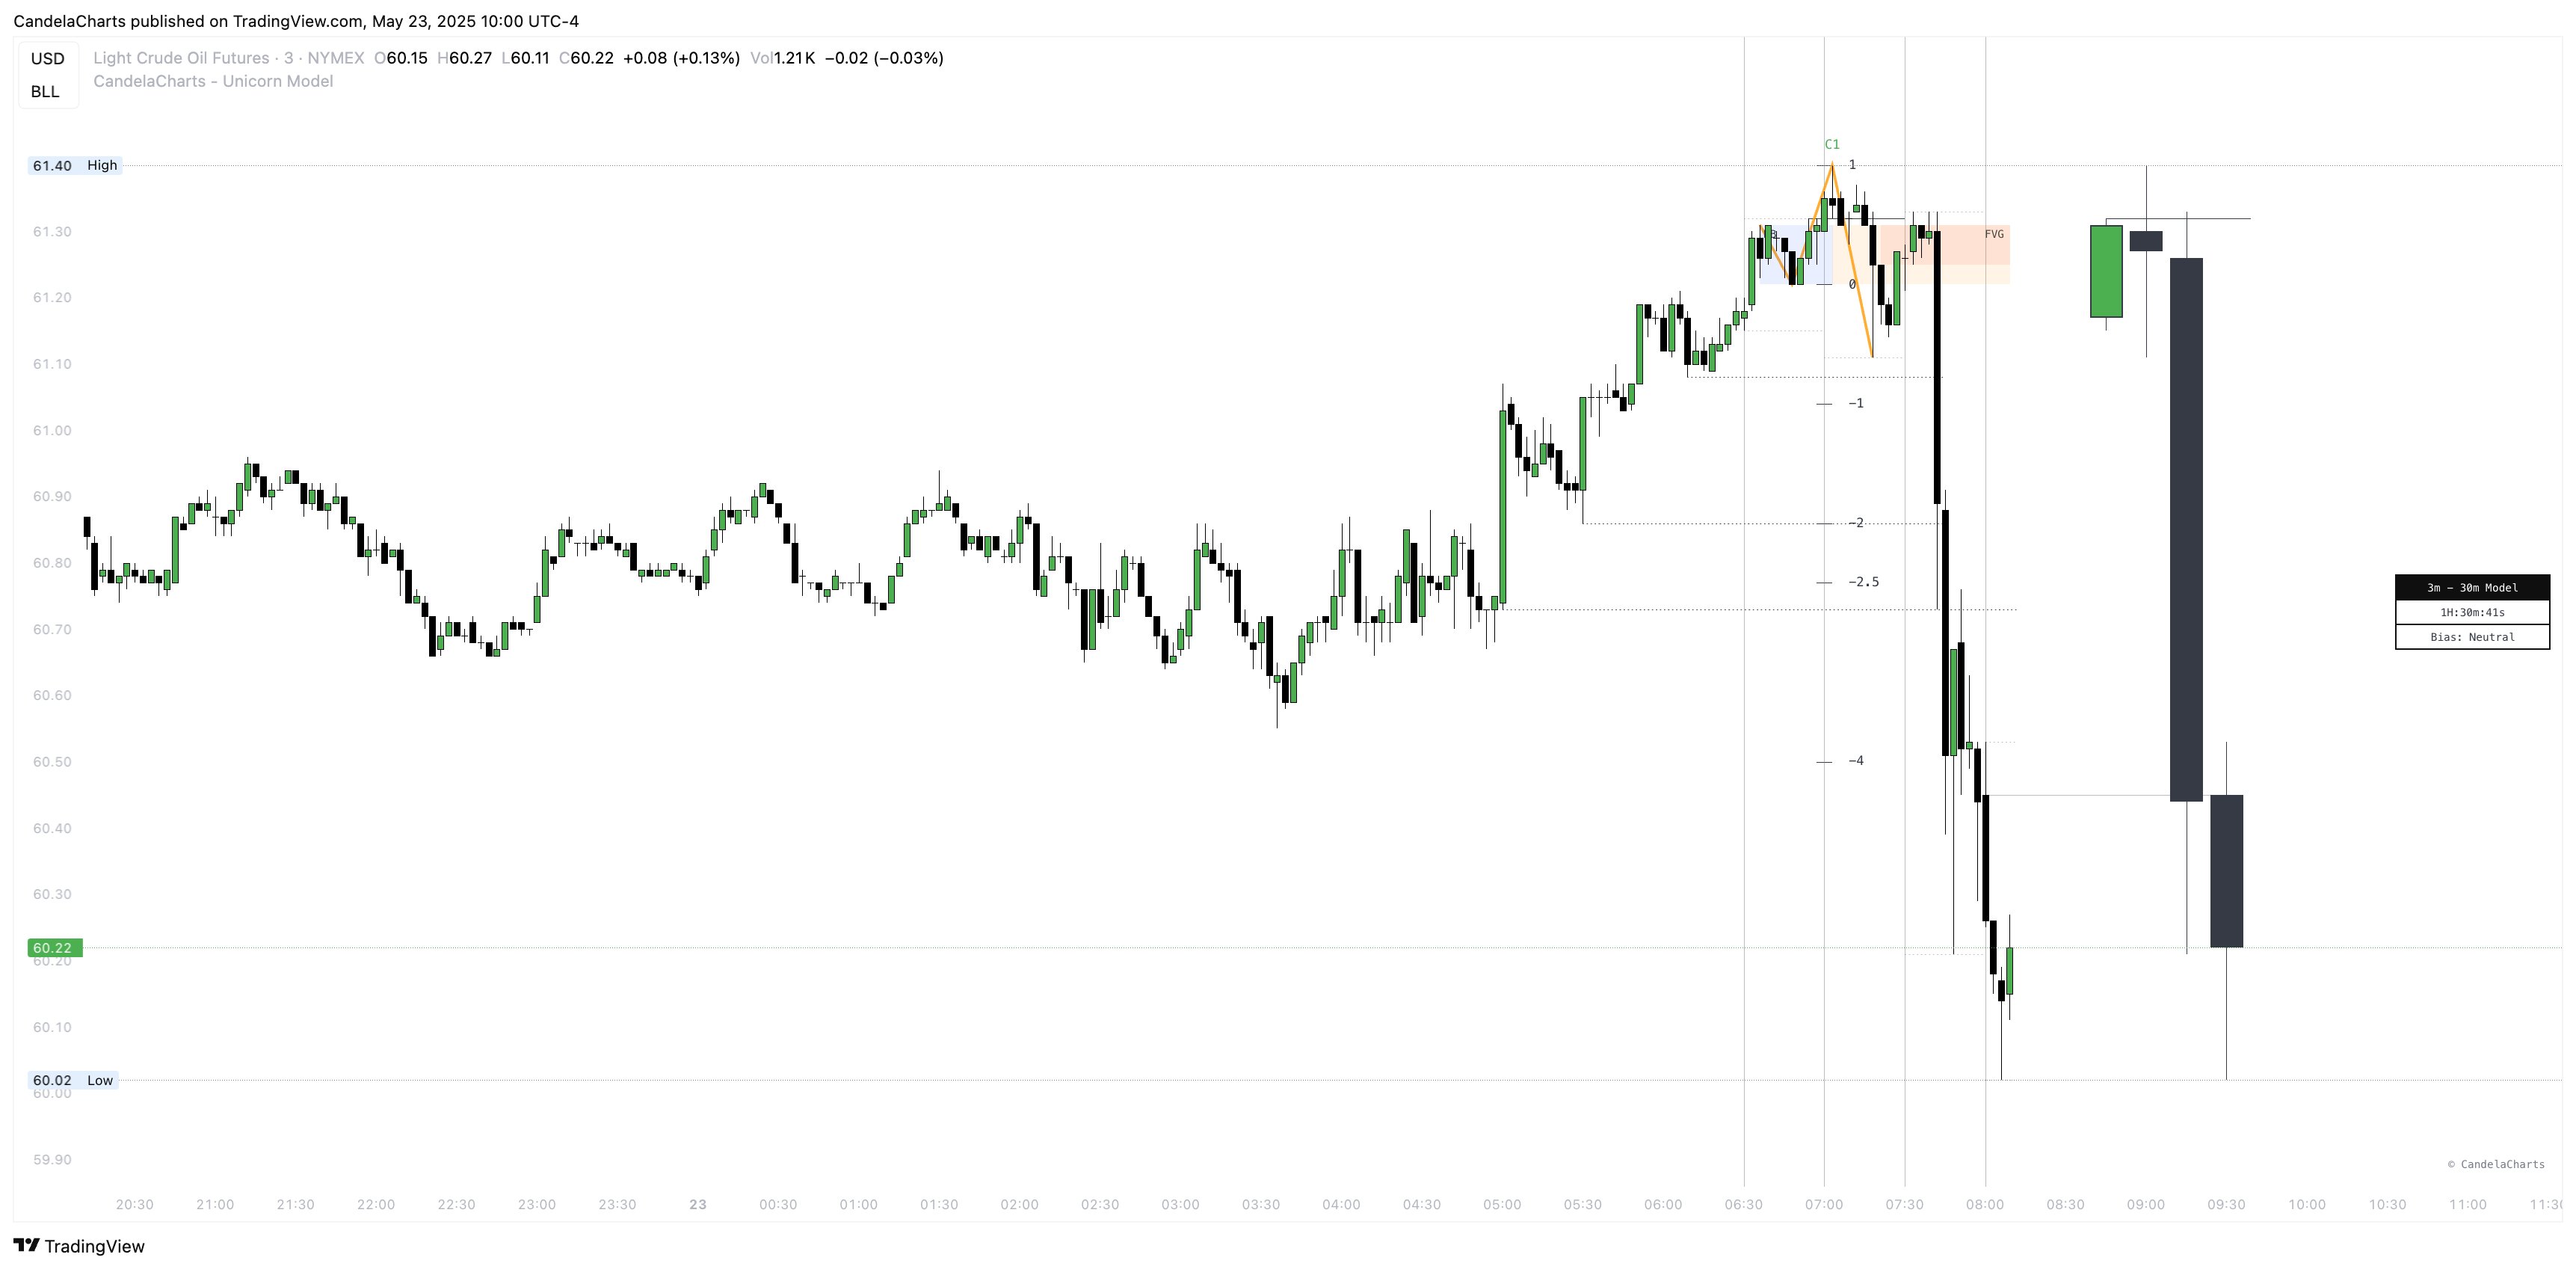 CandelaCharts published on TradingView.com, May 23, 2025 10:00 UTC-4
USD
BLL
Light Crude Oil Futures · 3 · NYMEX O60.15 H60.27 L60.11 C60.22 +0.08 (+0.13%) Vol1.21K −0.02 (−0.03%)
CandelaCharts - Unicorn Model
C1
61.40 High
1
61.30
FVG
61.20
0
61.10
−1
61.00
60.90
−2
60.80
−2.5
3m − 30m Model
1H:30m:41s
Bias: Neutral
60.70
60.60
60.50
−4
60.40
60.30
60.22
60.20
60.10
60.02 Low
60.00
59.90
© CandelaCharts
20:30 21:00 21:30 22:00 22:30 23:00 23:30 23 00:30 01:00 01:30 02:00 02:30 03:00 03:30 04:00 04:30 05:00 05:30 06:00 06:30 07:00 07:30 08:00 08:30 09:00 09:30 10:00 10:30 11:00
TradingView